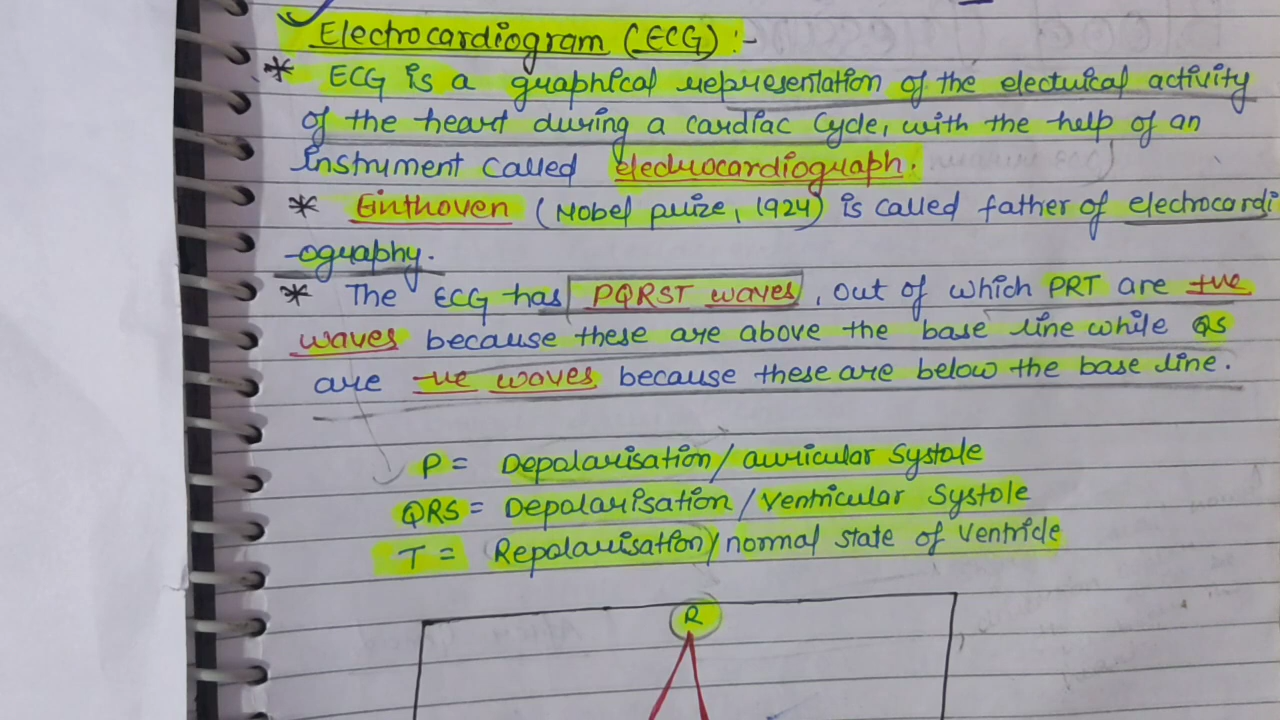 Electrocardiogram (ECG) :-
* ECG is a graphical representation of the electrical activity
of the heart during a cardiac cycle, with the help of an
instrument called electrocardiograph.
* Einthoven (Nobel prize, 1924) is called father of electrocardi
-ography.
* The ECG has PQRST waves, out of which PRT are +ve
waves because these are above the base line while QS
are -ve waves because these are below the base line.
P = Depolarisation/ auricular Systole
QRS = Depolarisation/ Ventricular Systole
T = Repolarisation/ normal state of Ventricle
R